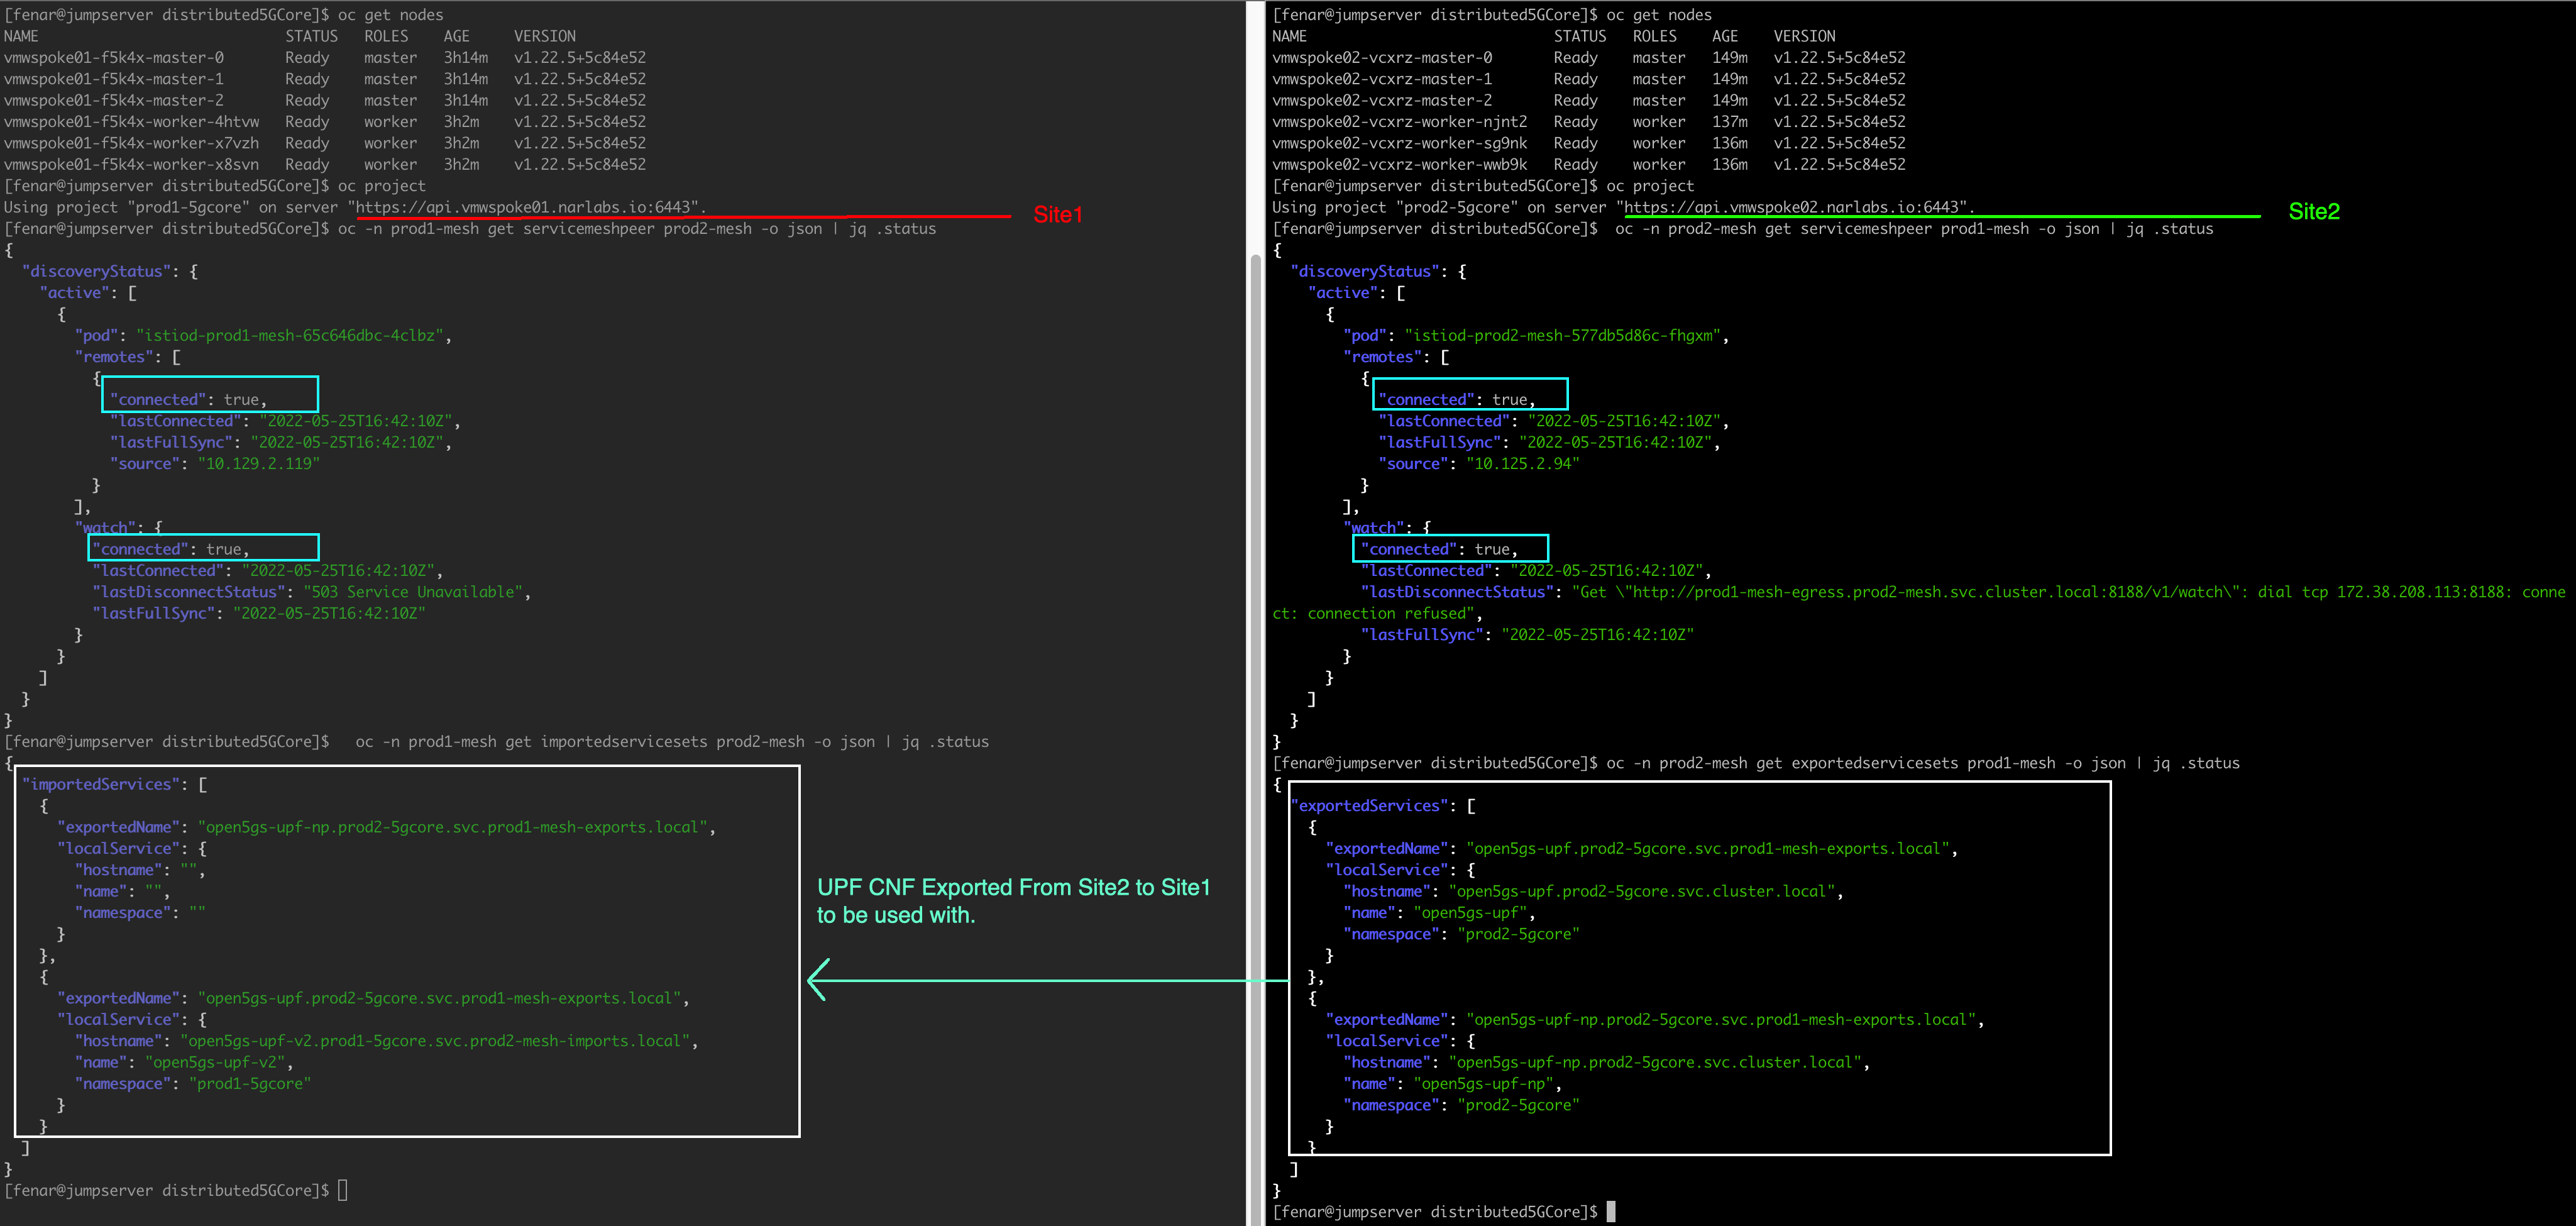 [fenar@jumpserver distributed5GCore]$ oc get nodes
NAME                            STATUS   ROLES    AGE     VERSION
vmwspoke01-f5k4x-master-0       Ready    master   3h14m   v1.22.5+5c84e52
vmwspoke01-f5k4x-master-1       Ready    master   3h14m   v1.22.5+5c84e52
vmwspoke01-f5k4x-master-2       Ready    master   3h14m   v1.22.5+5c84e52
vmwspoke01-f5k4x-worker-4htvw   Ready    worker   3h2m    v1.22.5+5c84e52
vmwspoke01-f5k4x-worker-x7vzh   Ready    worker   3h2m    v1.22.5+5c84e52
vmwspoke01-f5k4x-worker-x8svn   Ready    worker   3h2m    v1.22.5+5c84e52
[fenar@jumpserver distributed5GCore]$ oc project
Using project "prod1-5gcore" on server "https://api.vmwspoke01.narlabs.io:6443".
Site1
[fenar@jumpserver distributed5GCore]$ oc -n prod1-mesh get servicemeshpeer prod2-mesh -o json | jq .status
{
  "discoveryStatus": {
    "active": [
      {
        "pod": "istiod-prod1-mesh-65c646dbc-4clbz",
        "remotes": [
          {
            "connected": true,
            "lastConnected": "2022-05-25T16:42:10Z",
            "lastFullSync": "2022-05-25T16:42:10Z",
            "source": "10.129.2.119"
          }
        ],
        "watch": {
          "connected": true,
          "lastConnected": "2022-05-25T16:42:10Z",
          "lastDisconnectStatus": "503 Service Unavailable",
          "lastFullSync": "2022-05-25T16:42:10Z"
        }
      }
    ]
  }
}
[fenar@jumpserver distributed5GCore]$   oc -n prod1-mesh get importedservicesets prod2-mesh -o json | jq .status
{
  "importedServices": [
    {
      "exportedName": "open5gs-upf-np.prod2-5gcore.svc.prod1-mesh-exports.local",
      "localService": {
        "hostname": "",
        "name": "",
        "namespace": ""
      }
    },
    {
      "exportedName": "open5gs-upf.prod2-5gcore.svc.prod1-mesh-exports.local",
      "localService": {
        "hostname": "open5gs-upf-v2.prod1-5gcore.svc.prod2-mesh-imports.local",
        "name": "open5gs-upf-v2",
        "namespace": "prod1-5gcore"
      }
    }
  ]
}
[fenar@jumpserver distributed5GCore]$
UPF CNF Exported From Site2 to Site1
to be used with.
[fenar@jumpserver distributed5GCore]$ oc get nodes
NAME                            STATUS   ROLES    AGE    VERSION
vmwspoke02-vcxrz-master-0       Ready    master   149m   v1.22.5+5c84e52
vmwspoke02-vcxrz-master-1       Ready    master   149m   v1.22.5+5c84e52
vmwspoke02-vcxrz-master-2       Ready    master   149m   v1.22.5+5c84e52
vmwspoke02-vcxrz-worker-njnt2   Ready    worker   137m   v1.22.5+5c84e52
vmwspoke02-vcxrz-worker-sg9nk   Ready    worker   136m   v1.22.5+5c84e52
vmwspoke02-vcxrz-worker-wwb9k   Ready    worker   136m   v1.22.5+5c84e52
[fenar@jumpserver distributed5GCore]$ oc project
Using project "prod2-5gcore" on server "https://api.vmwspoke02.narlabs.io:6443".
Site2
[fenar@jumpserver distributed5GCore]$  oc -n prod2-mesh get servicemeshpeer prod1-mesh -o json | jq .status
{
  "discoveryStatus": {
    "active": [
      {
        "pod": "istiod-prod2-mesh-577db5d86c-fhgxm",
        "remotes": [
          {
            "connected": true,
            "lastConnected": "2022-05-25T16:42:10Z",
            "lastFullSync": "2022-05-25T16:42:10Z",
            "source": "10.125.2.94"
          }
        ],
        "watch": {
          "connected": true,
          "lastConnected": "2022-05-25T16:42:10Z",
          "lastDisconnectStatus": "Get \"http://prod1-mesh-egress.prod2-mesh.svc.cluster.local:8188/v1/watch\": dial tcp 172.38.208.113:8188: conne
ct: connection refused",
          "lastFullSync": "2022-05-25T16:42:10Z"
        }
      }
    ]
  }
}
[fenar@jumpserver distributed5GCore]$ oc -n prod2-mesh get exportedservicesets prod1-mesh -o json | jq .status
{
  "exportedServices": [
    {
      "exportedName": "open5gs-upf.prod2-5gcore.svc.prod1-mesh-exports.local",
      "localService": {
        "hostname": "open5gs-upf.prod2-5gcore.svc.cluster.local",
        "name": "open5gs-upf",
        "namespace": "prod2-5gcore"
      }
    },
    {
      "exportedName": "open5gs-upf-np.prod2-5gcore.svc.prod1-mesh-exports.local",
      "localService": {
        "hostname": "open5gs-upf-np.prod2-5gcore.svc.cluster.local",
        "name": "open5gs-upf-np",
        "namespace": "prod2-5gcore"
      }
    }
  ]
}
[fenar@jumpserver distributed5GCore]$